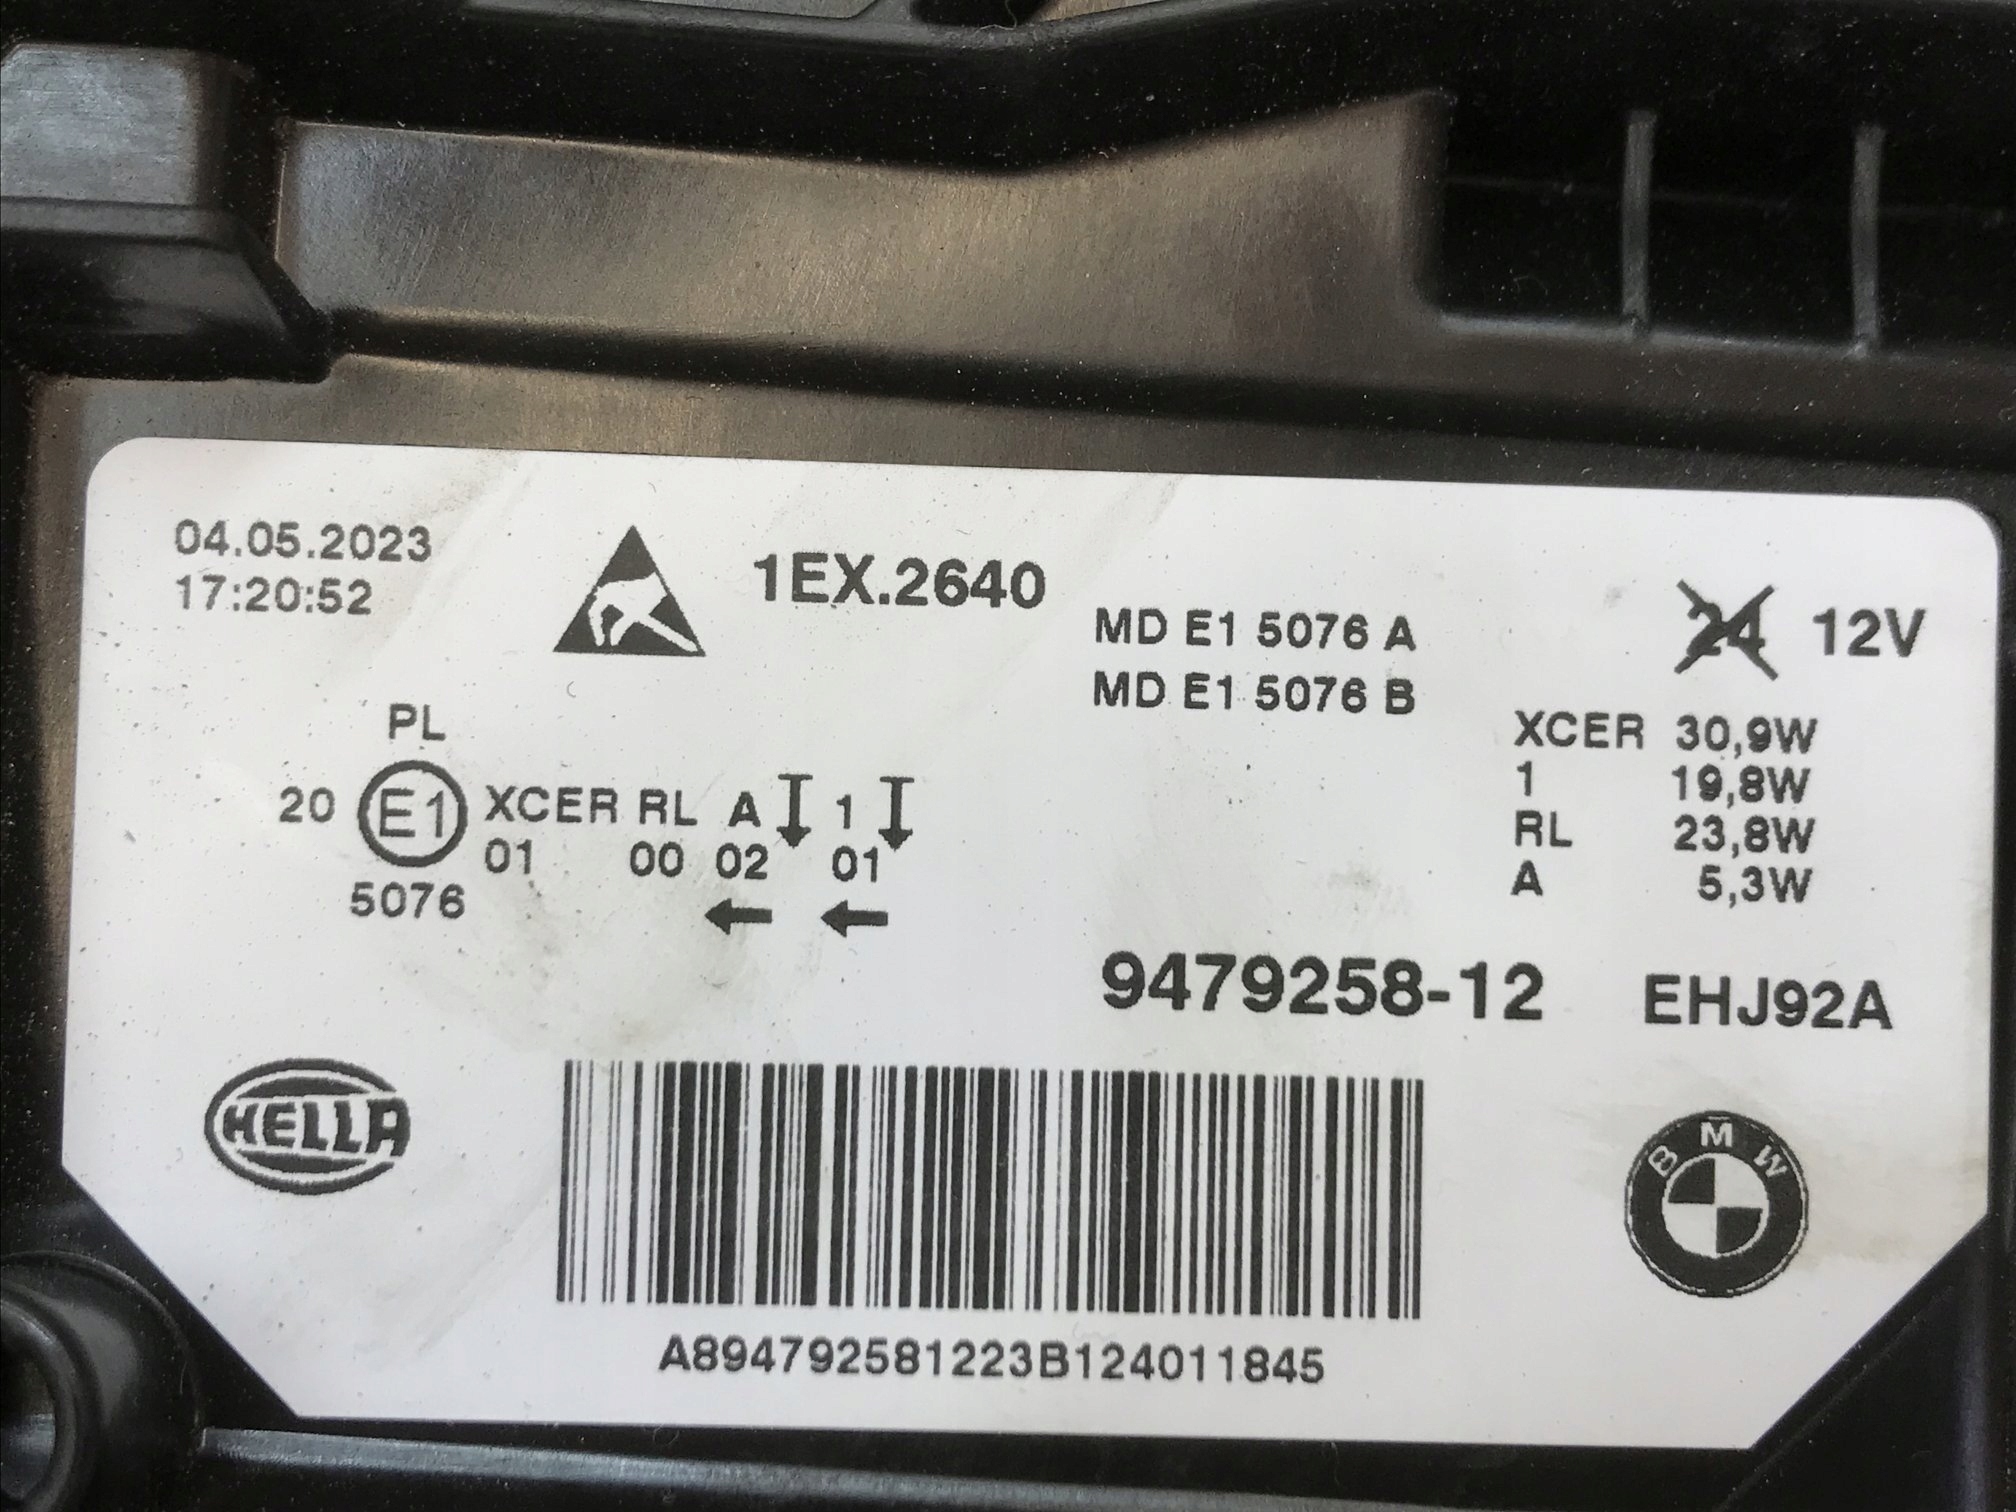 04.05.2023
17:20:52
1EX.2640
MD E1 5076 A
MD E1 5076 B
24 12V
XCER 30,9W
1 19,8W
RL 23,8W
A 5,3W
PL
20 E1 XCER RL A 1
01 00 02 01
5076
9479258-12 EHJ92A
HELLA
BMW
A894792581223B124011845